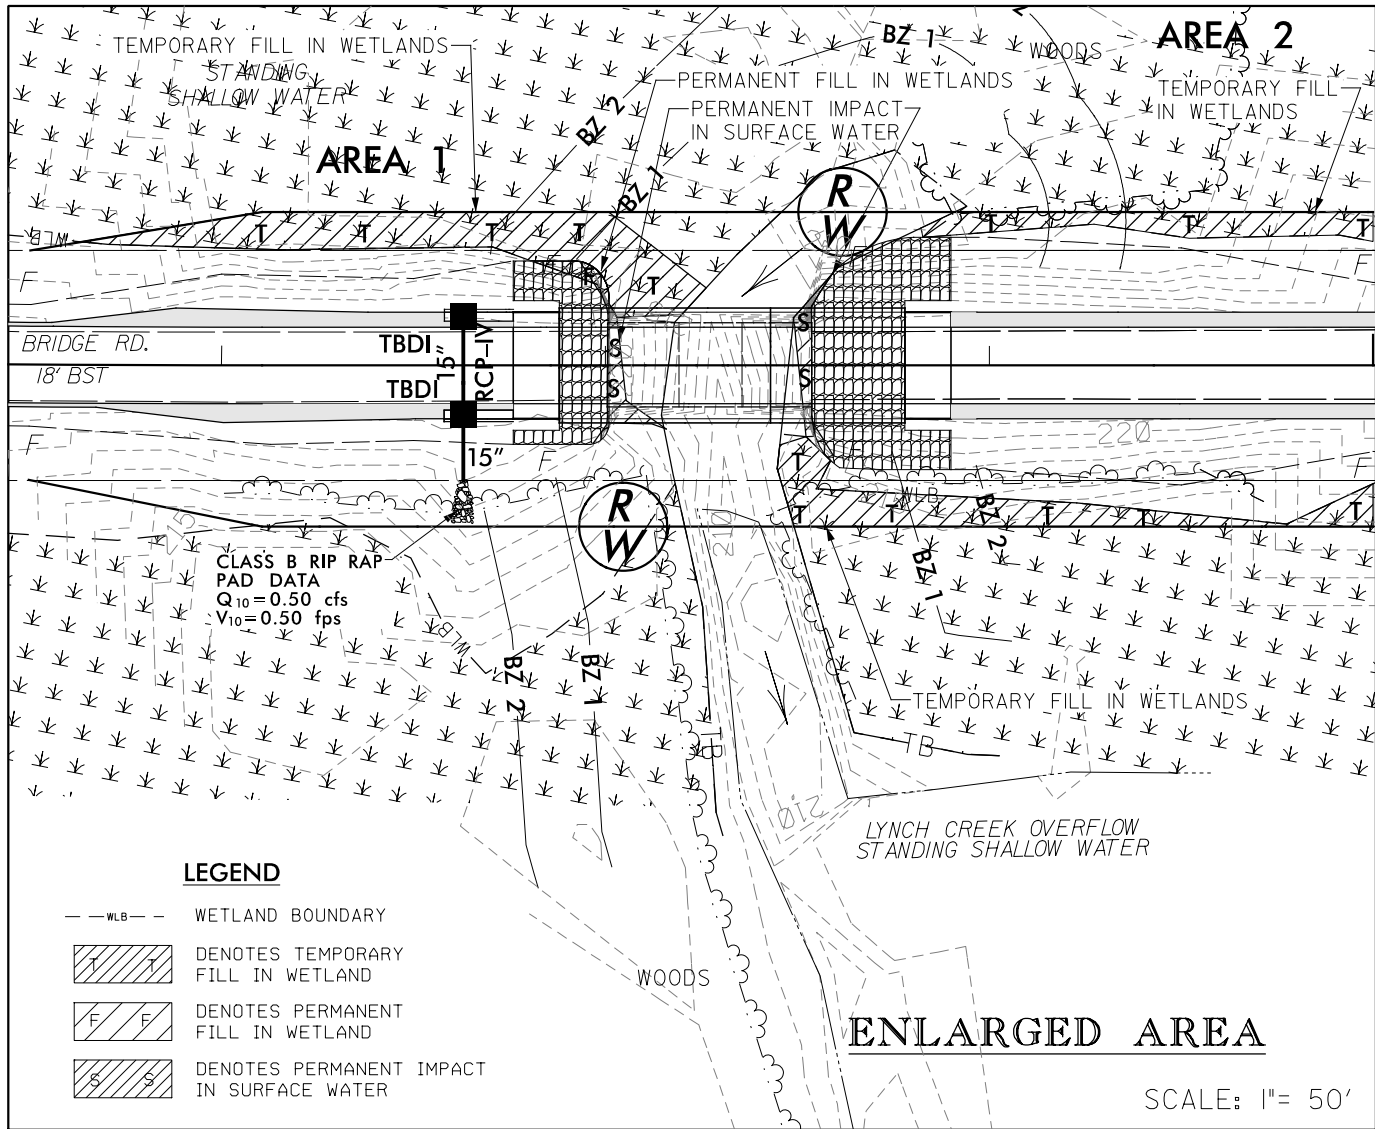 AREA 2
BZ 1
WOODS
TEMPORARY FILL IN WETLANDS
STANDING
SHALLOW WATER
BZ 2
PERMANENT FILL IN WETLANDS
PERMANENT IMPACT
IN SURFACE WATER
TEMPORARY FILL
IN WETLANDS
AREA 1
BZ 1
R
W
WLB
T
T
T
T
T
T
T
T
F
F
F
F
BRIDGE RD.
18' BST
TBDI
TBDI
15"
RCP-IV
S
S
S
S
220
F
15"
F
F
T
R
W
WLB
T
T
T
T
T
BZ 2
BZ 1
215
210
CLASS B RIP RAP
PAD DATA
Q10=0.50 cfs
V10=0.50 fps
WLB
BZ 2
BZ 1
TEMPORARY FILL IN WETLANDS
TB
TB
210
LYNCH CREEK OVERFLOW
STANDING SHALLOW WATER
LEGEND
WLB WETLAND BOUNDARY
T T DENOTES TEMPORARY
FILL IN WETLAND
F F DENOTES PERMANENT
FILL IN WETLAND
S S DENOTES PERMANENT IMPACT
IN SURFACE WATER
WOODS
ENLARGED AREA
SCALE: 1"= 50'